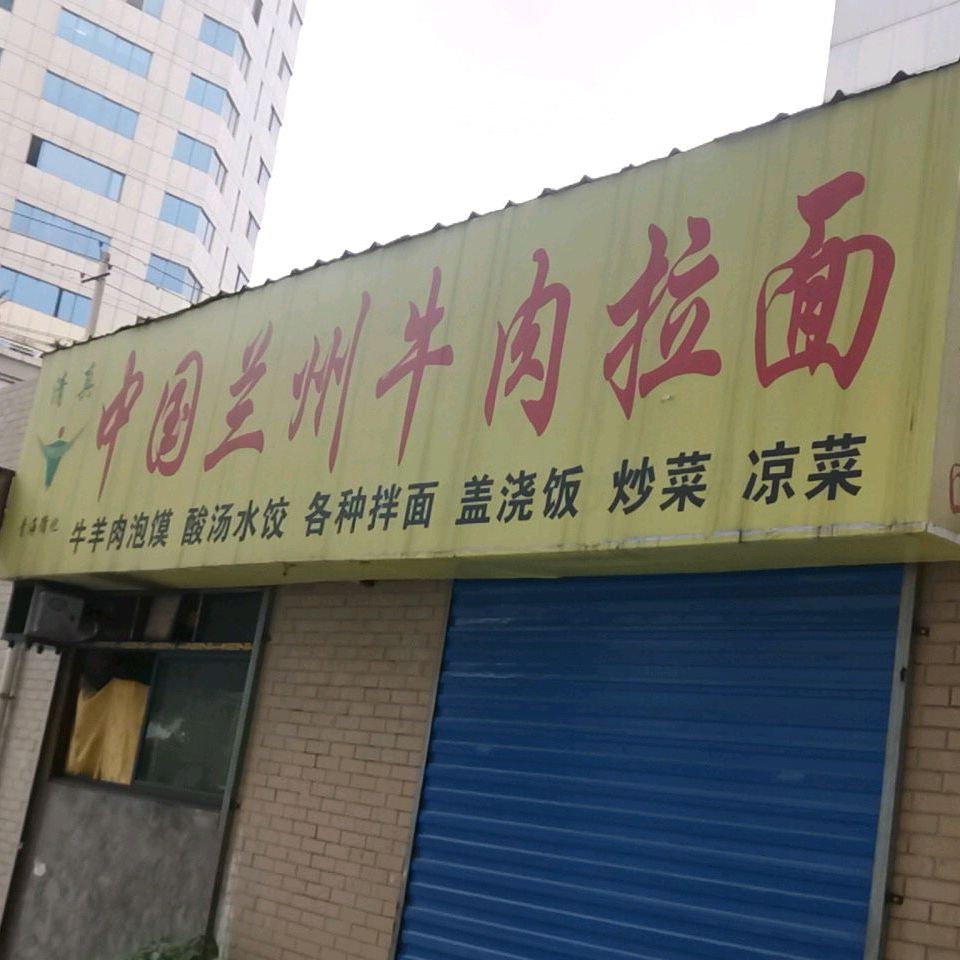 清真
中国兰州牛肉拉面
牛羊肉泡馍 酸汤水饺 各种拌面 盖浇饭 炒菜 凉菜